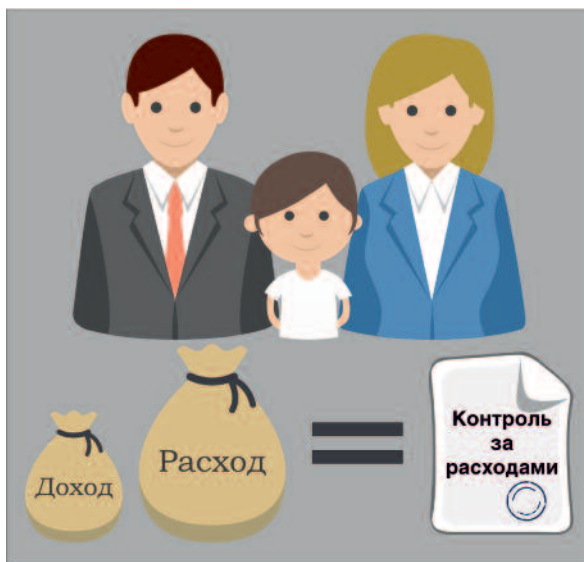 Доход
Расход
Контроль
за
расходами